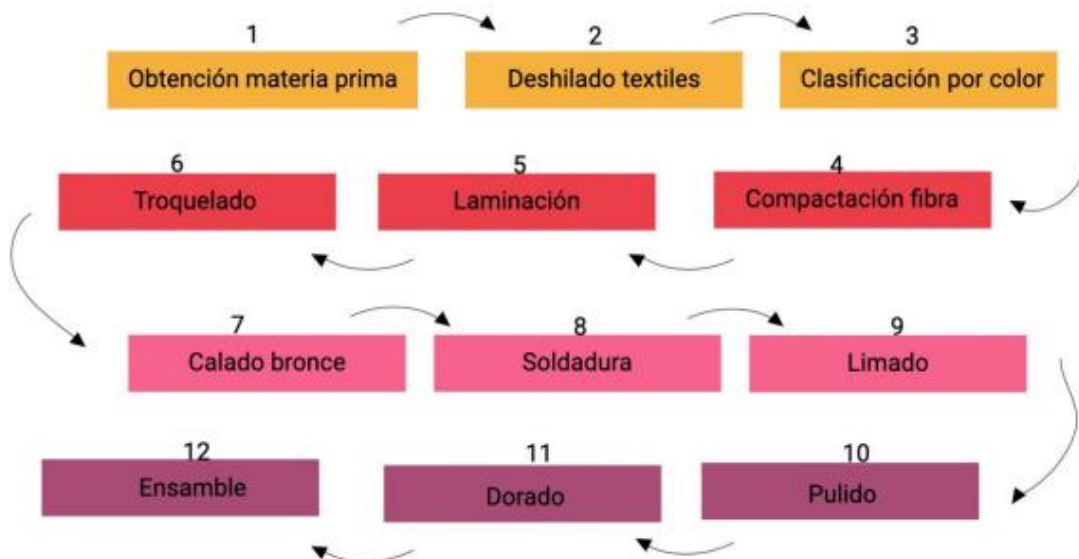 1
Obtención materia prima
2
Deshilado textiles
3
Clasificación por color
4
Compactación fibra
5
Laminación
6
Troquelado
7
Calado bronce
8
Soldadura
9
Limado
10
Pulido
11
Dorado
12
Ensamble